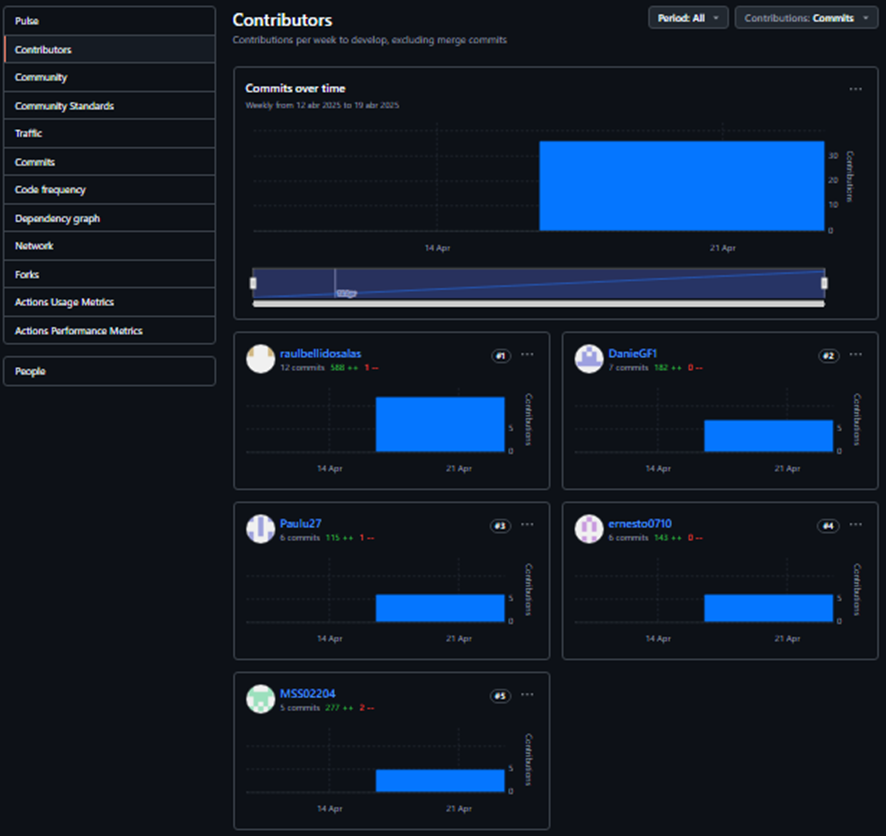 Pulse
Contributors
Community
Community Standards
Traffic
Commits
Code frequency
Dependency graph
Network
Forks
Actions Usage Metrics
Actions Performance Metrics
People
Contributors
Period: All
Contributions: Commits
Contributions per week to develop, excluding merge commits
Commits over time
Weekly from 12 abr 2025 to 19 abr 2025
30
20
10
0
Contributions
14 Apr
21 Apr
raulbellidosalas
#1
12 commits 588 ++ 1 --
5
0
Contributions
14 Apr
21 Apr
DanieGF1
#2
7 commits 182 ++ 0 --
5
0
Contributions
14 Apr
21 Apr
Paulu27
#3
6 commits 115 ++ 1 --
5
0
Contributions
14 Apr
21 Apr
ernesto0710
#4
6 commits 143 ++ 0 --
5
0
Contributions
14 Apr
21 Apr
MSS02204
#5
5 commits 277 ++ 2 --
5
0
Contributions
14 Apr
21 Apr